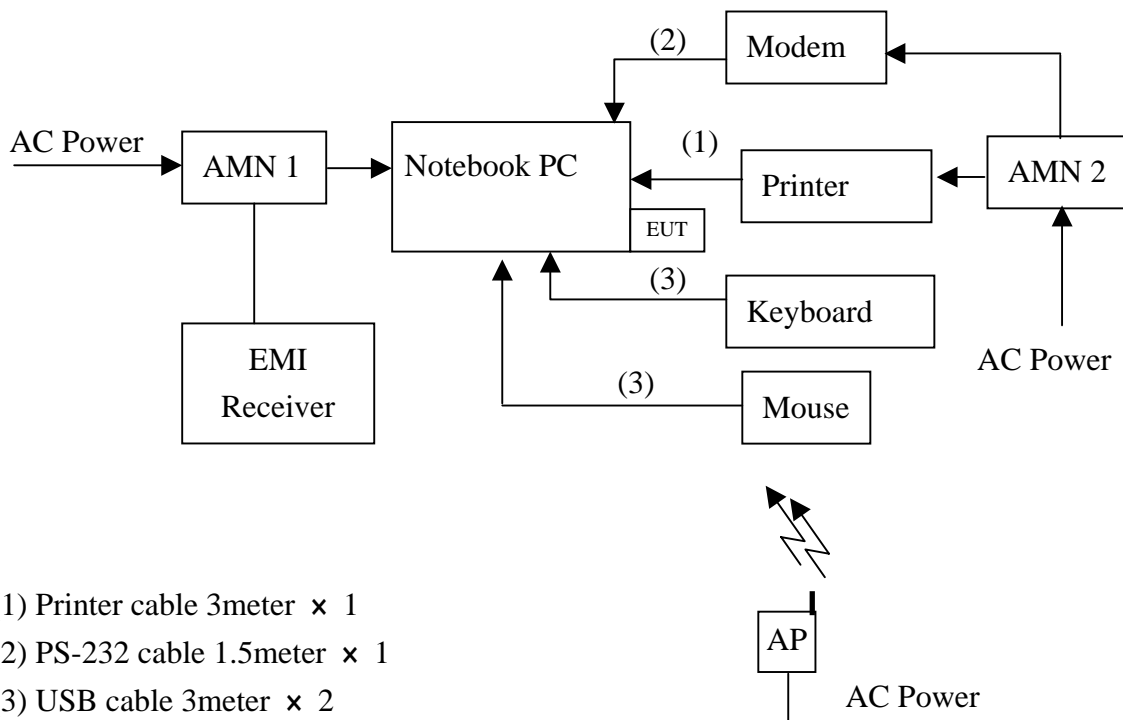 (2)
Modem
AC Power
AMN 1
Notebook PC
(1)
Printer
AMN 2
EUT
(3)
Keyboard
EMI
Receiver
AC Power
(3)
Mouse
1) Printer cable 3meter × 1
2) PS-232 cable 1.5meter × 1
3) USB cable 3meter × 2
AP
AC Power